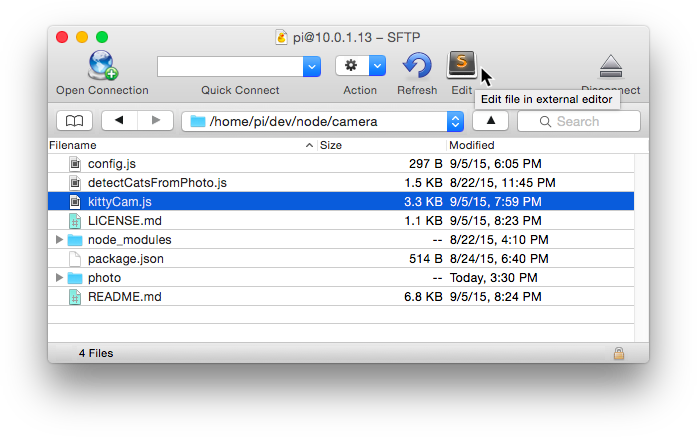 pi@10.0.1.13 – SFTP
Open Connection Quick Connect Action Refresh Edit Disconnect
Edit file in external editor
/home/pi/dev/node/camera Search
Filename Size Modified
config.js 297 B 9/5/15, 6:05 PM
detectCatsFromPhoto.js 1.5 KB 8/22/15, 11:45 PM
kittyCam.js 3.3 KB 9/5/15, 7:59 PM
LICENSE.md 1.1 KB 9/5/15, 8:23 PM
node_modules -- 8/22/15, 4:10 PM
package.json 514 B 8/24/15, 6:40 PM
photo -- Today, 3:30 PM
README.md 6.8 KB 9/5/15, 8:24 PM
4 Files